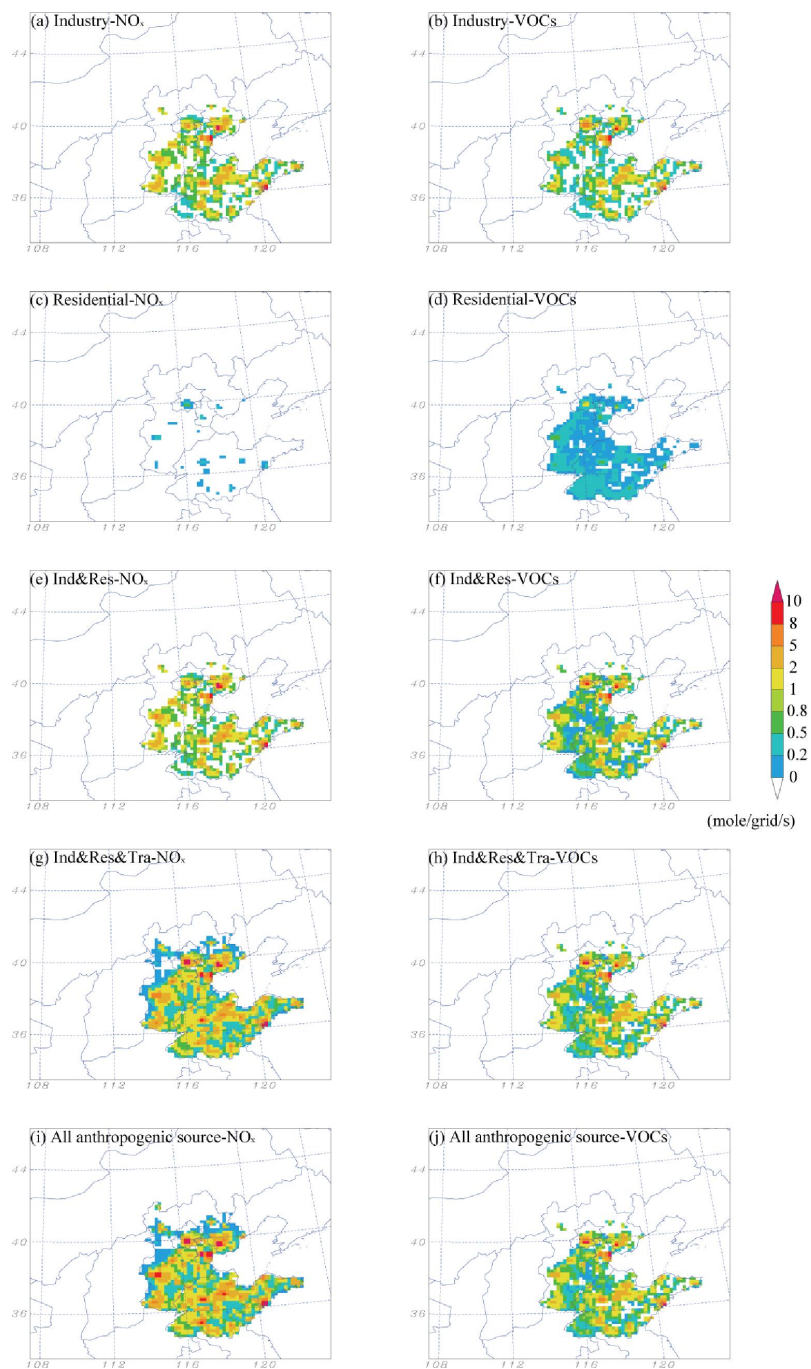 (a) Industry-NOₓ
(b) Industry-VOCs
44
44
40
40
36
36
108 112 116 120
108 112 116 120
(c) Residential-NOₓ
(d) Residential-VOCs
44
44
40
40
36
36
108 112 116 120
108 112 116 120
(e) Ind&Res-NOₓ
(f) Ind&Res-VOCs
44
44
40
40
36
36
108 112 116 120
108 112 116 120
10
8
5
2
1
0.8
0.5
0.2
0
(mole/grid/s)
(g) Ind&Res&Tra-NOₓ
(h) Ind&Res&Tra-VOCs
44
44
40
40
36
36
108 112 116 120
108 112 116 120
(i) All anthropogenic source-NOₓ
(j) All anthropogenic source-VOCs
44
44
40
40
36
36
108 112 116 120
108 112 116 120